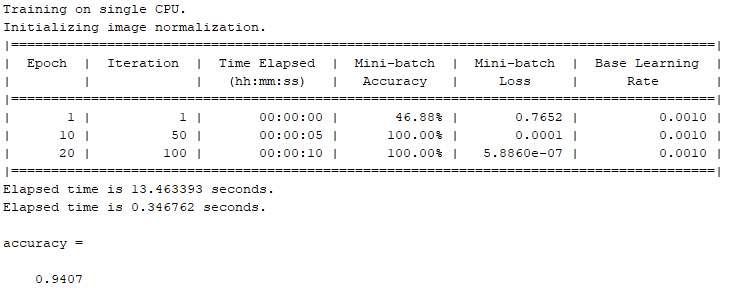 Training on single CPU.
Initializing image normalization.
|========================================================================================|
|  Epoch  |  Iteration  |  Time Elapsed  |  Mini-batch  |  Mini-batch  |  Base Learning  |
|         |             |   (hh:mm:ss)   |   Accuracy   |     Loss     |      Rate       |
|========================================================================================|
|       1 |           1 |       00:00:00 |       46.88% |       0.7652 |          0.0010 |
|      10 |          50 |       00:00:05 |      100.00% |       0.0001 |          0.0010 |
|      20 |         100 |       00:00:10 |      100.00% |   5.8860e-07 |          0.0010 |
|========================================================================================|
Elapsed time is 13.463393 seconds.
Elapsed time is 0.346762 seconds.
accuracy =
0.9407